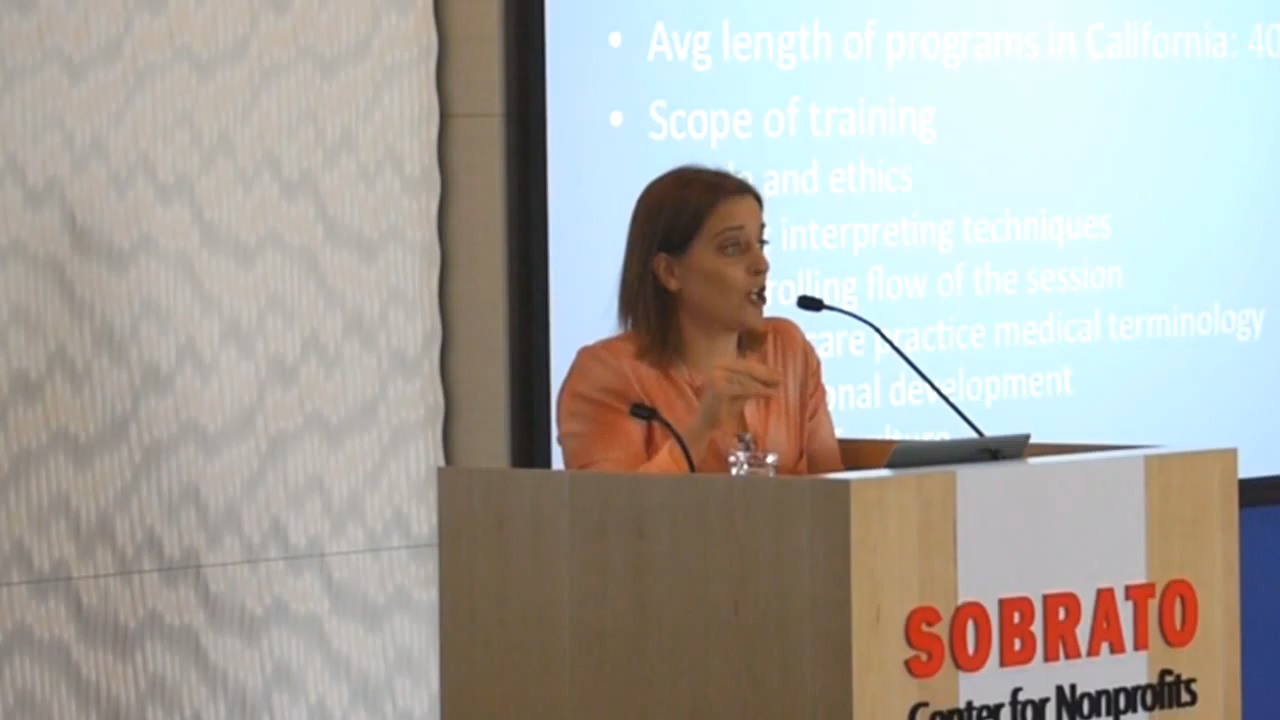 • Avg length of programs in California: 40
• Scope of training
and ethics
interpreting techniques
rolling flow of the session
care practice medical terminology
onal development
SOBRATO
Center for Nonprofits